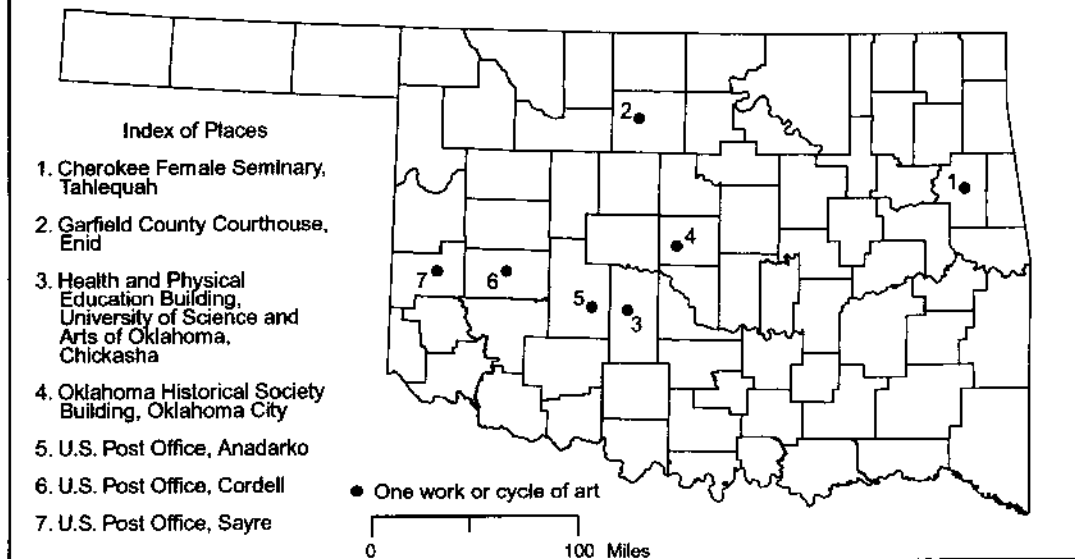 Index of Places
1. Cherokee Female Seminary,
Tahlequah
2. Garfield County Courthouse,
Enid
3. Health and Physical
Education Building,
University of Science and
Arts of Oklahoma,
Chickasha
4. Oklahoma Historical Society
Building, Oklahoma City
5. U.S. Post Office, Anadarko
6. U.S. Post Office, Cordell
7. U.S. Post Office, Sayre
2
1
4
7
6
5
3
One work or cycle of art
0 100 Miles